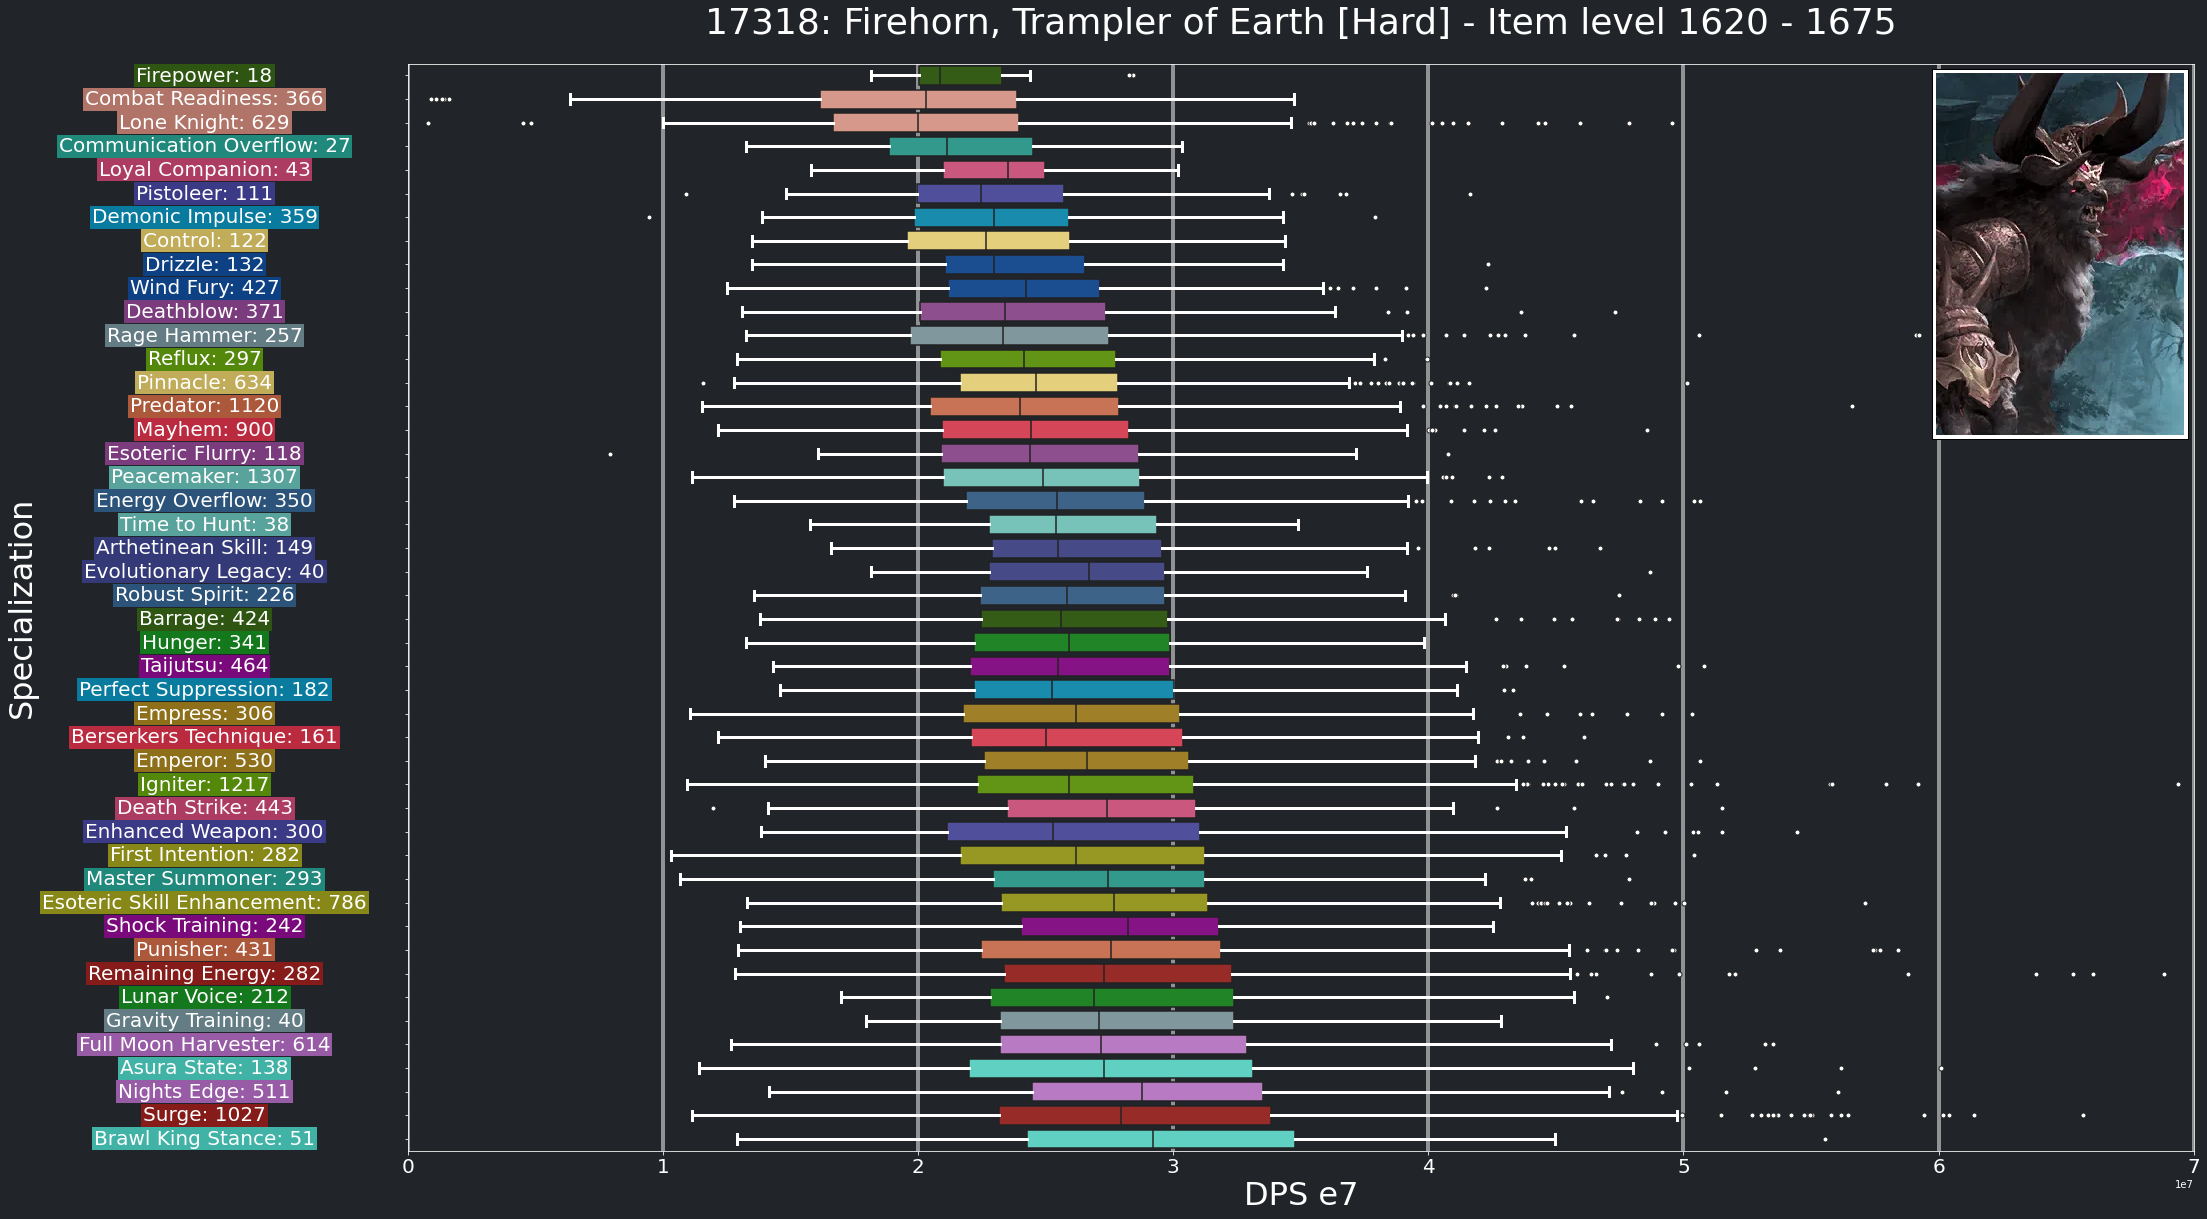 17318: Firehorn, Trampler of Earth [Hard] - Item level 1620 - 1675
Specialization
Firepower: 18
Combat Readiness: 366
Lone Knight: 629
Communication Overflow: 27
Loyal Companion: 43
Pistoleer: 111
Demonic Impulse: 359
Control: 122
Drizzle: 132
Wind Fury: 427
Deathblow: 371
Rage Hammer: 257
Reflux: 297
Pinnacle: 634
Predator: 1120
Mayhem: 900
Esoteric Flurry: 118
Peacemaker: 1307
Energy Overflow: 350
Time to Hunt: 38
Arthetinean Skill: 149
Evolutionary Legacy: 40
Robust Spirit: 226
Barrage: 424
Hunger: 341
Taijutsu: 464
Perfect Suppression: 182
Empress: 306
Berserkers Technique: 161
Emperor: 530
Igniter: 1217
Death Strike: 443
Enhanced Weapon: 300
First Intention: 282
Master Summoner: 293
Esoteric Skill Enhancement: 786
Shock Training: 242
Punisher: 431
Remaining Energy: 282
Lunar Voice: 212
Gravity Training: 40
Full Moon Harvester: 614
Asura State: 138
Nights Edge: 511
Surge: 1027
Brawl King Stance: 51
0 1 2 3 4 5 6 7
1e7
DPS e7